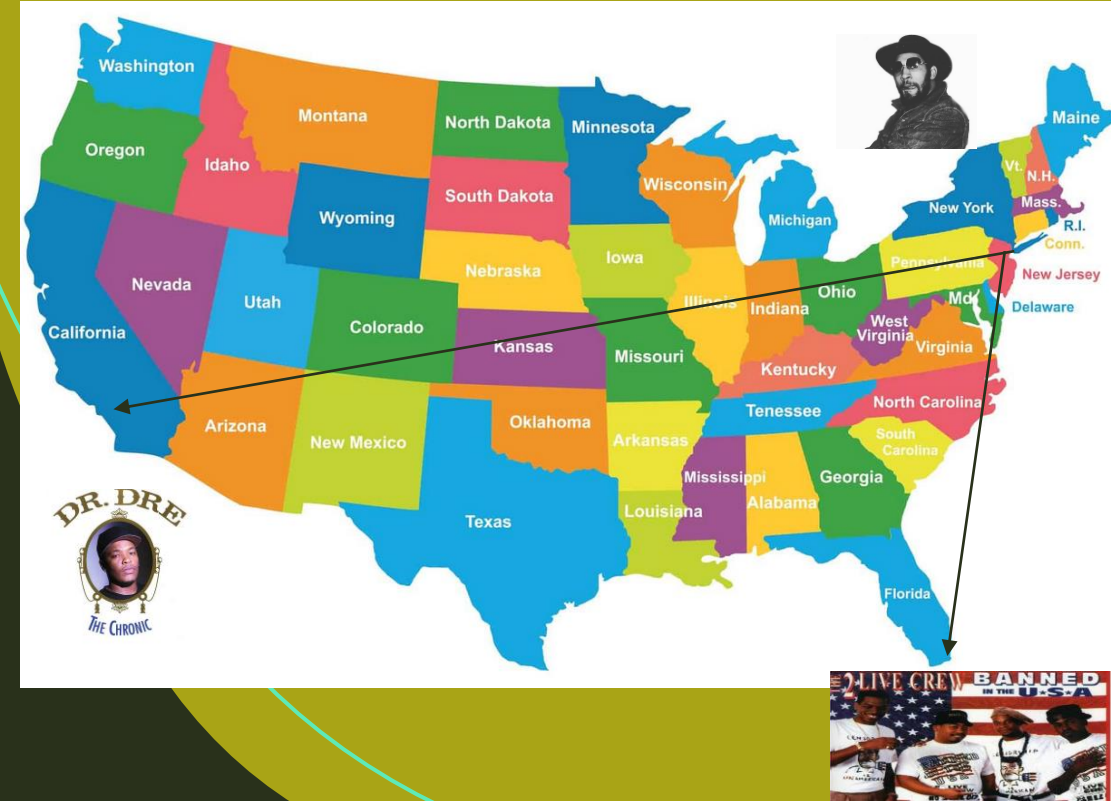 Washington
Montana
North Dakota
Minnesota
Maine
Oregon
Idaho
Vt.
N.H.
South Dakota
Wisconsin
Wyoming
Michigan
New York
Mass.
R.I.
Conn.
Nebraska
Iowa
Pennsylvania
New Jersey
Nevada
Utah
Illinois
Indiana
Ohio
Md.
Delaware
California
Colorado
Kansas
Missouri
West
Virginia
Virginia
Kentucky
Arizona
New Mexico
Oklahoma
Arkansas
Tenessee
North Carolina
South
Carolina
Mississippi
Alabama
Georgia
Texas
Louisiana
Florida
DR. DRE
THE CHRONIC
THE 2 LIVE CREW BANNED
IN THE U★S★A